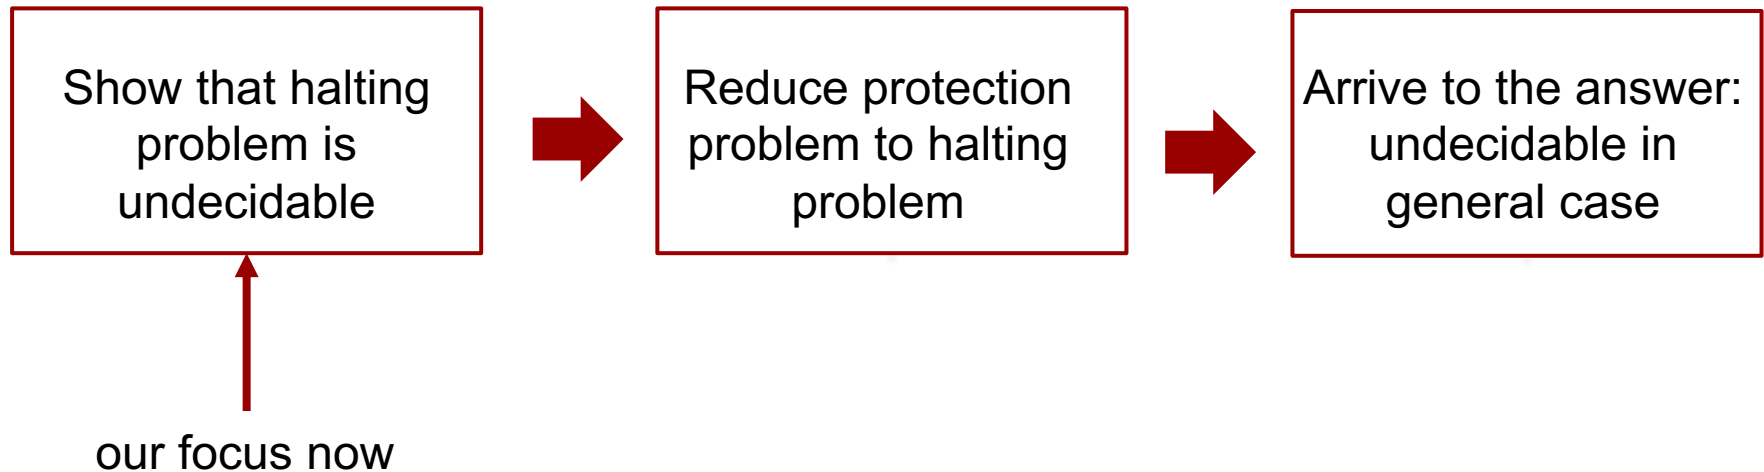 Show that halting
problem is
undecidable
Reduce protection
problem to halting
problem
Arrive to the answer:
undecidable in
general case
our focus now